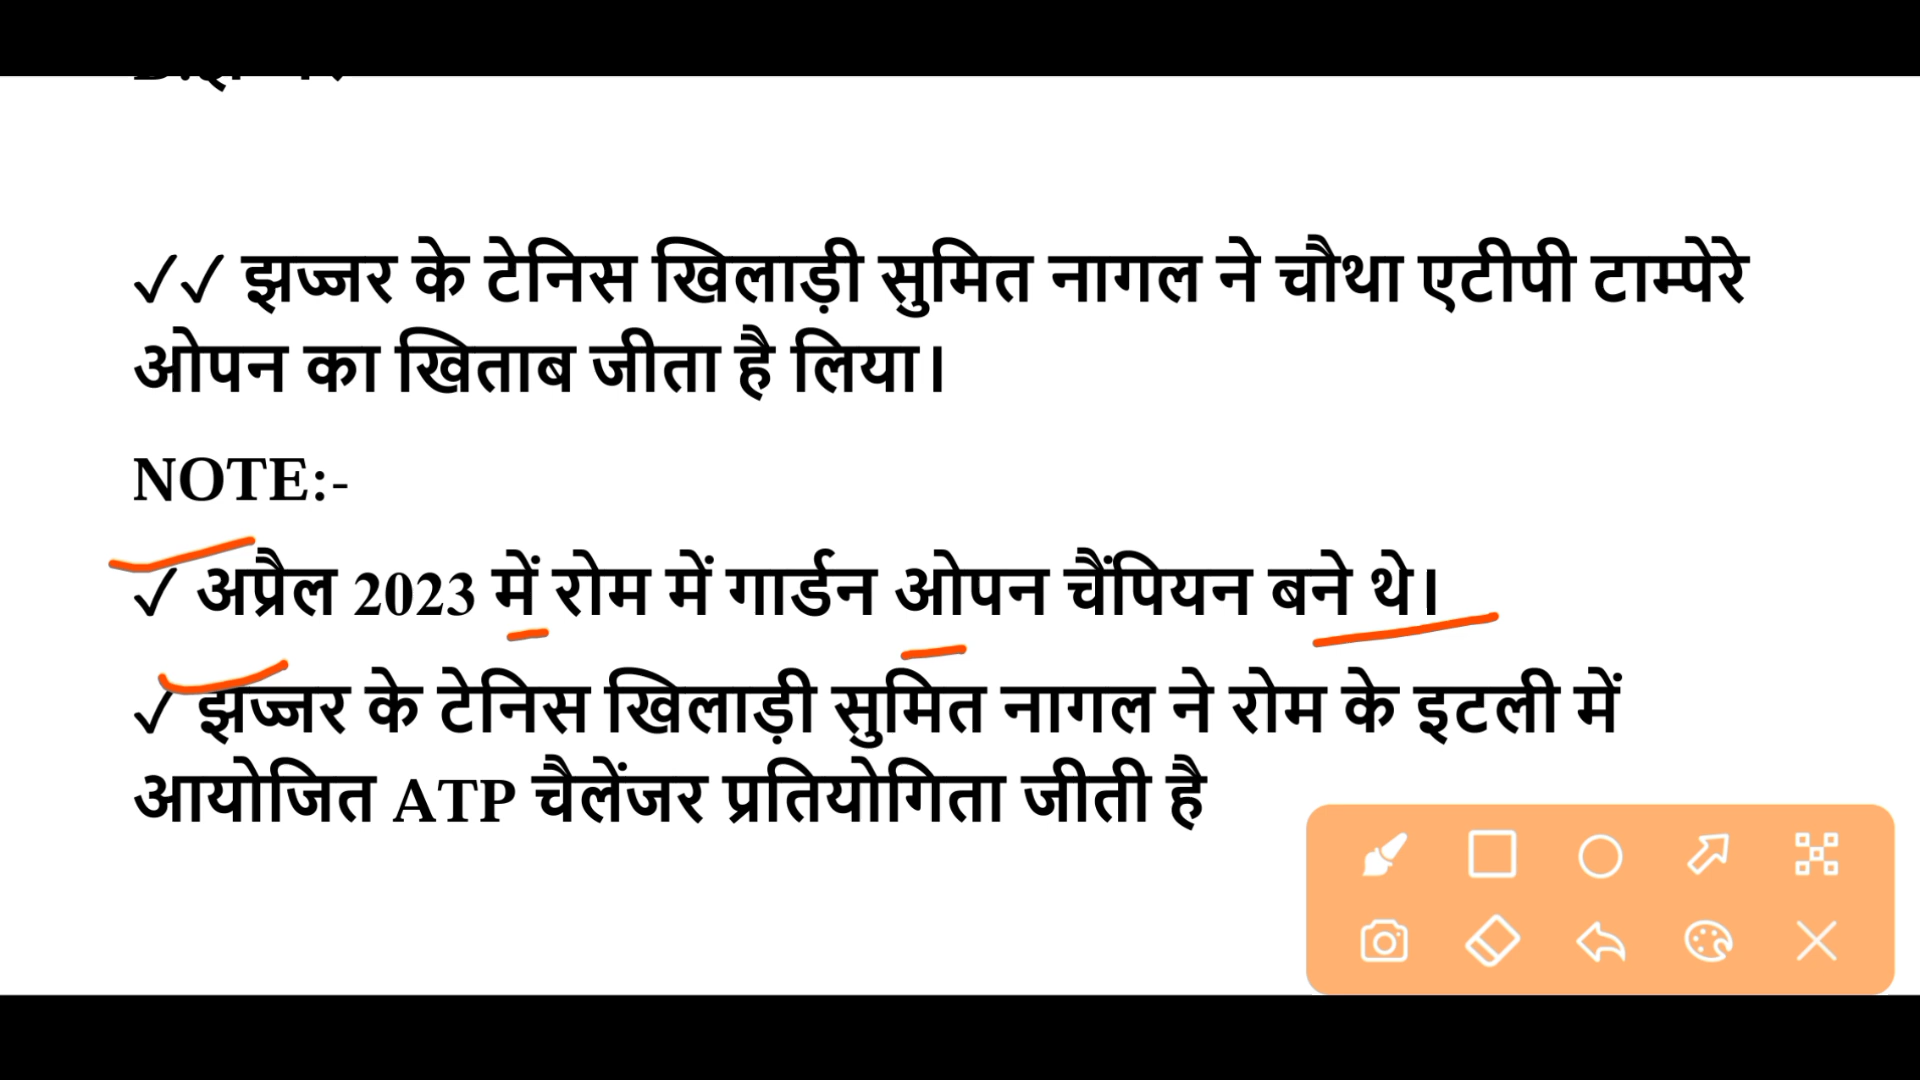 ✓✓ झज्जर के टेनिस खिलाड़ी सुमित नागल ने चौथा एटीपी टाम्पेरे
ओपन का खिताब जीता है लिया।
NOTE:-
✓ अप्रैल 2023 में रोम में गार्डन ओपन चैंपियन बने थे।
✓ झज्जर के टेनिस खिलाड़ी सुमित नागल ने रोम के इटली में
आयोजित ATP चैलेंजर प्रतियोगिता जीती है